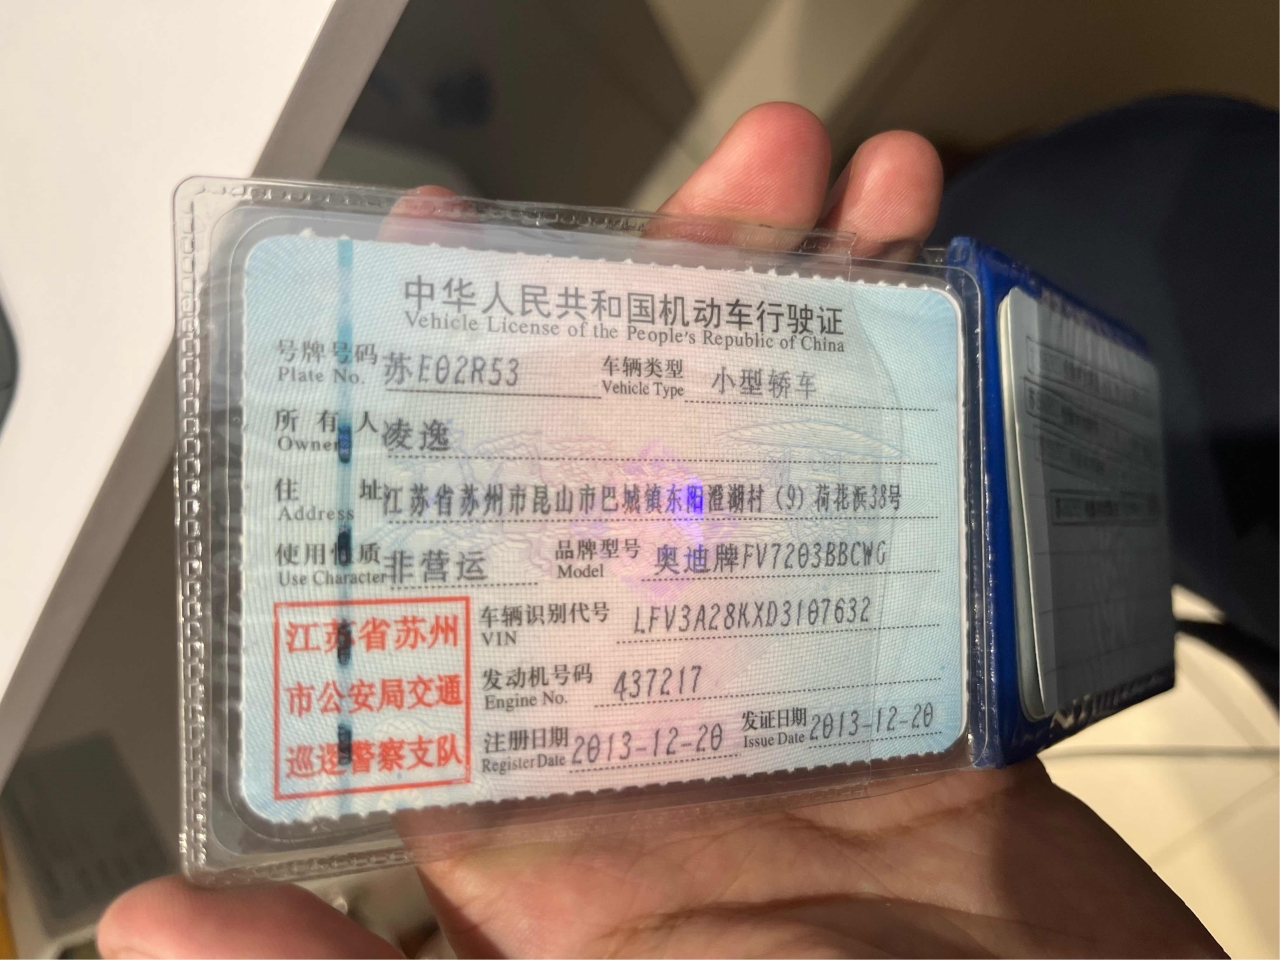 中华人民共和国机动车行驶证
Vehicle License of the People's Republic of China
号牌号码 苏E02R53 车辆类型 小型轿车
Plate No. Vehicle Type
所有人 凌逸
Owner
住址 江苏省苏州市昆山市巴城镇东阳澄湖村（9）荷花浜38号
Address
使用性质 非营运 品牌型号 奥迪牌FV7203BBCWG
Use Character Model
江苏省苏州
市公安局交通
巡逻警察支队
车辆识别代号 LFV3A28KXD3107632
VIN
发动机号码 437217
Engine No.
注册日期 2013-12-20 发证日期 2013-12-20
Register Date Issue Date